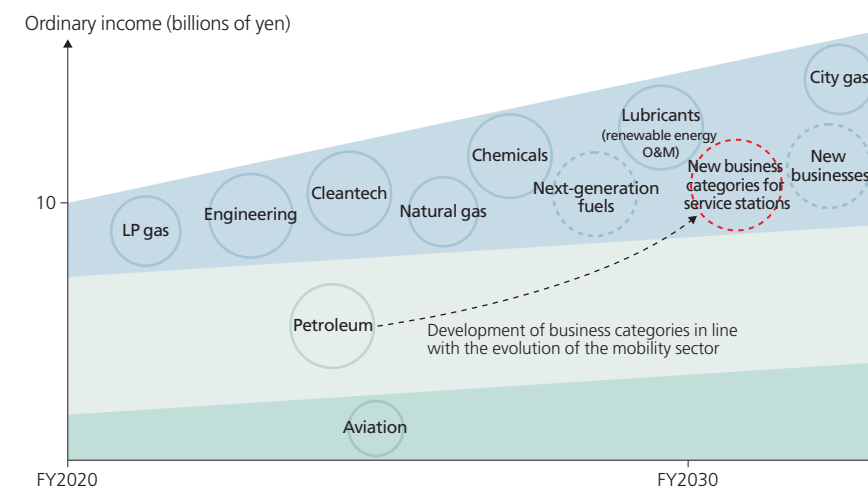 Ordinary income (billions of yen)
City gas
Lubricants
(renewable energy
O&M)
Chemicals
New
businesses
New business
categories for
service stations
Next-generation
fuels
Cleantech
Natural gas
Engineering
10
LP gas
Petroleum
Development of business categories in line
with the evolution of the mobility sector
Aviation
FY2020
FY2030